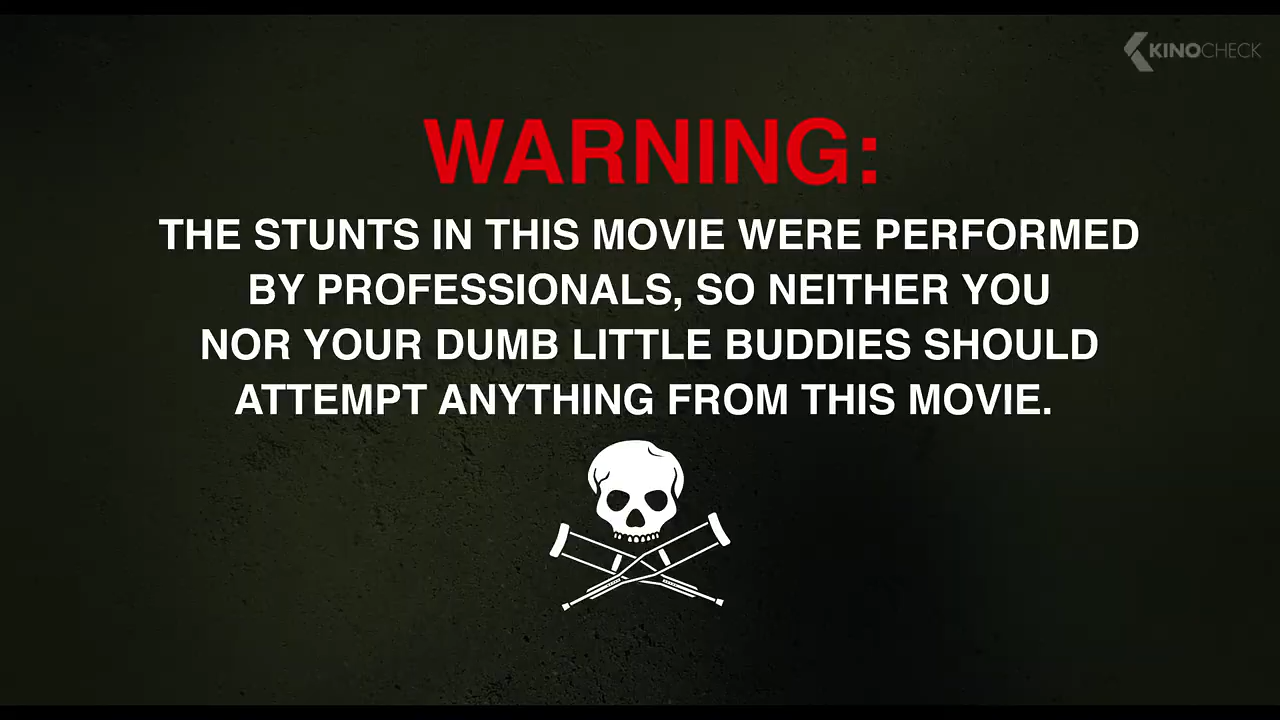 KINOCHECK
WARNING:
THE STUNTS IN THIS MOVIE WERE PERFORMED
BY PROFESSIONALS, SO NEITHER YOU
NOR YOUR DUMB LITTLE BUDDIES SHOULD
ATTEMPT ANYTHING FROM THIS MOVIE.